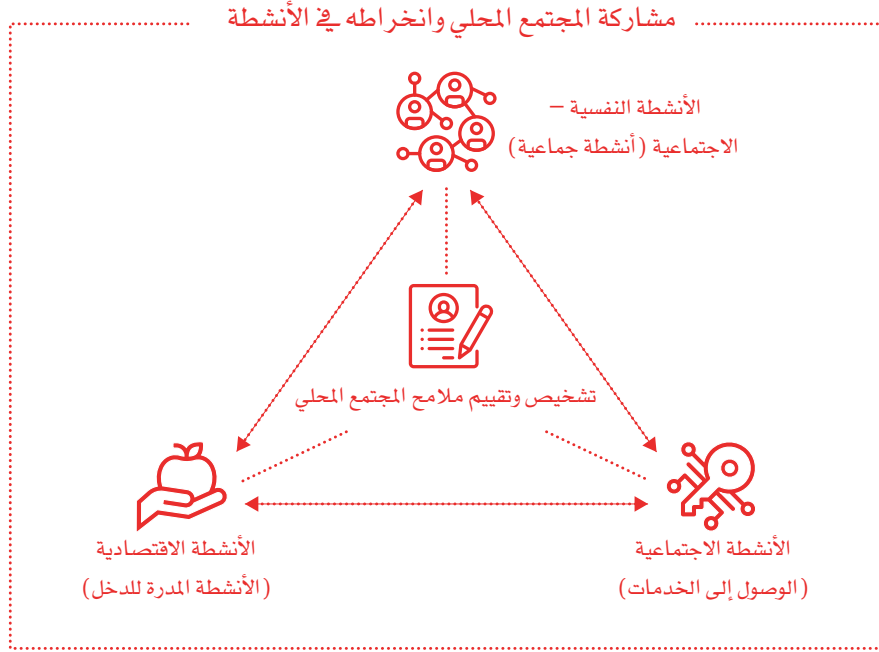 مشاركة المجتمع المحلي وانخراطه في الأنشطة
الأنشطة النفسية –
الاجتماعية (أنشطة جماعية)
تشخيص وتقييم ملامح المجتمع المحلي
الأنشطة الاجتماعية
(الوصول إلى الخدمات)
الأنشطة الاقتصادية
(الأنشطة المدرة للدخل)